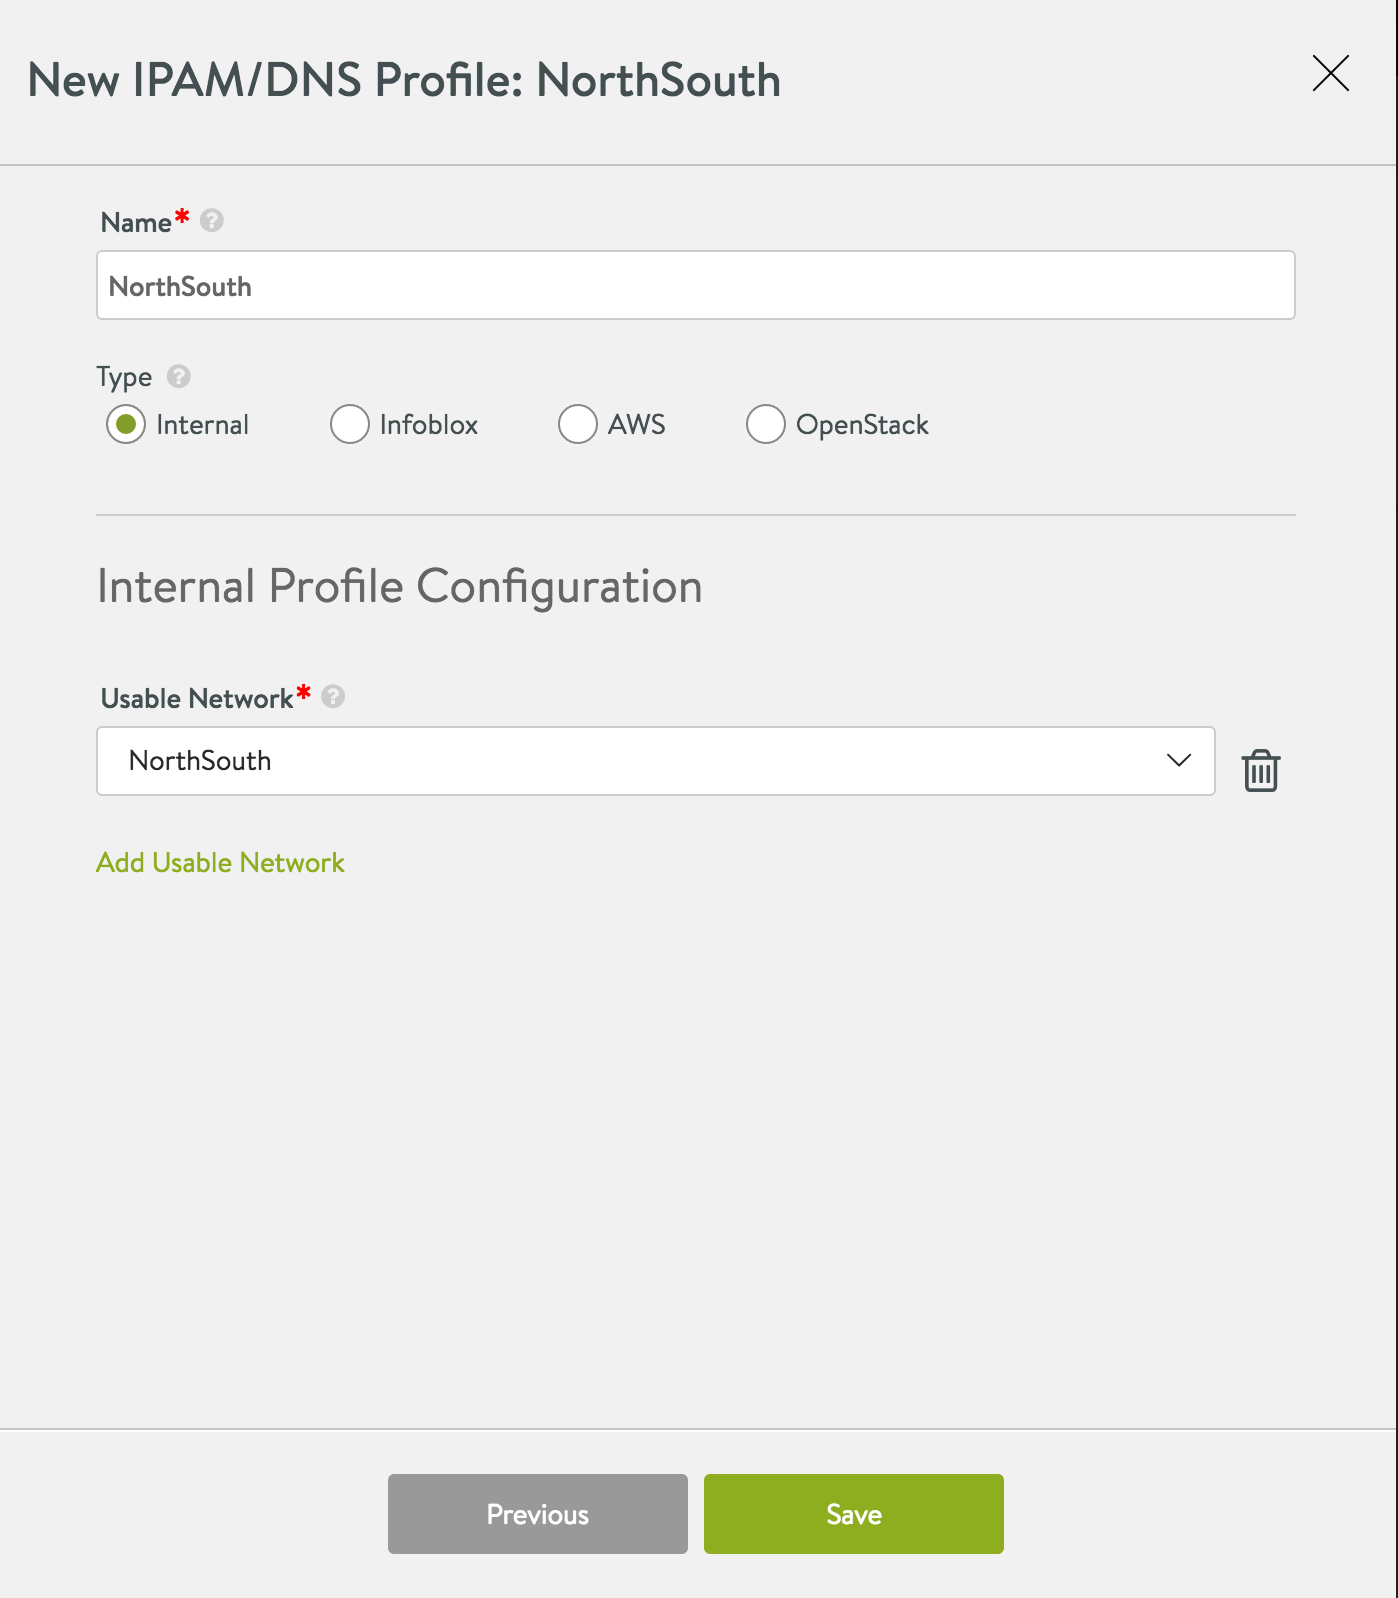 New IPAM/DNS Profile: NorthSouth
Name*
NorthSouth
Type
Internal Infoblox AWS OpenStack
Internal Profile Configuration
Usable Network*
NorthSouth
Add Usable Network
Previous Save